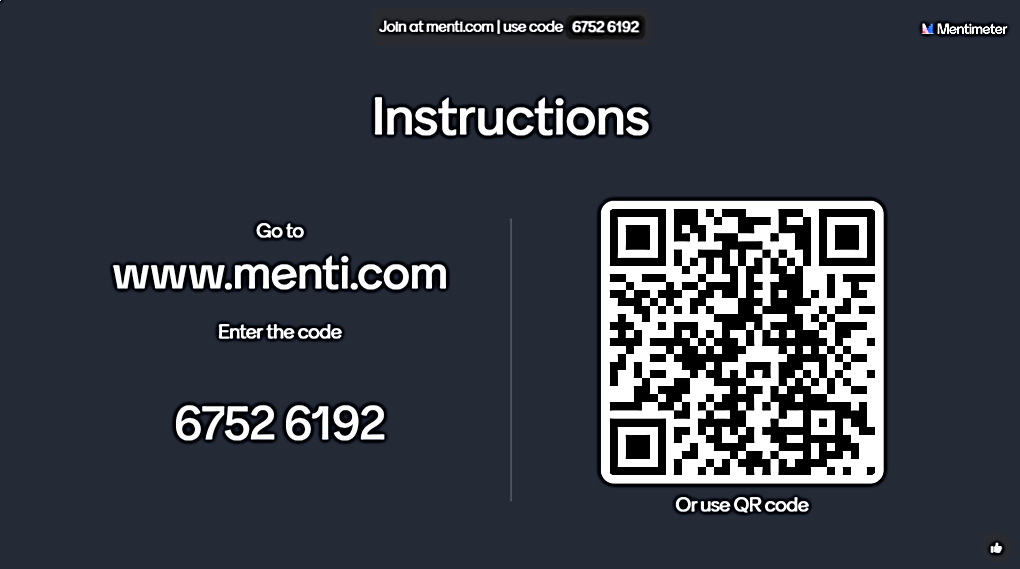 Join at menti.com | use code 6752 6192
Mentimeter
Instructions
Go to
www.menti.com
Enter the code
6752 6192
Or use QR code